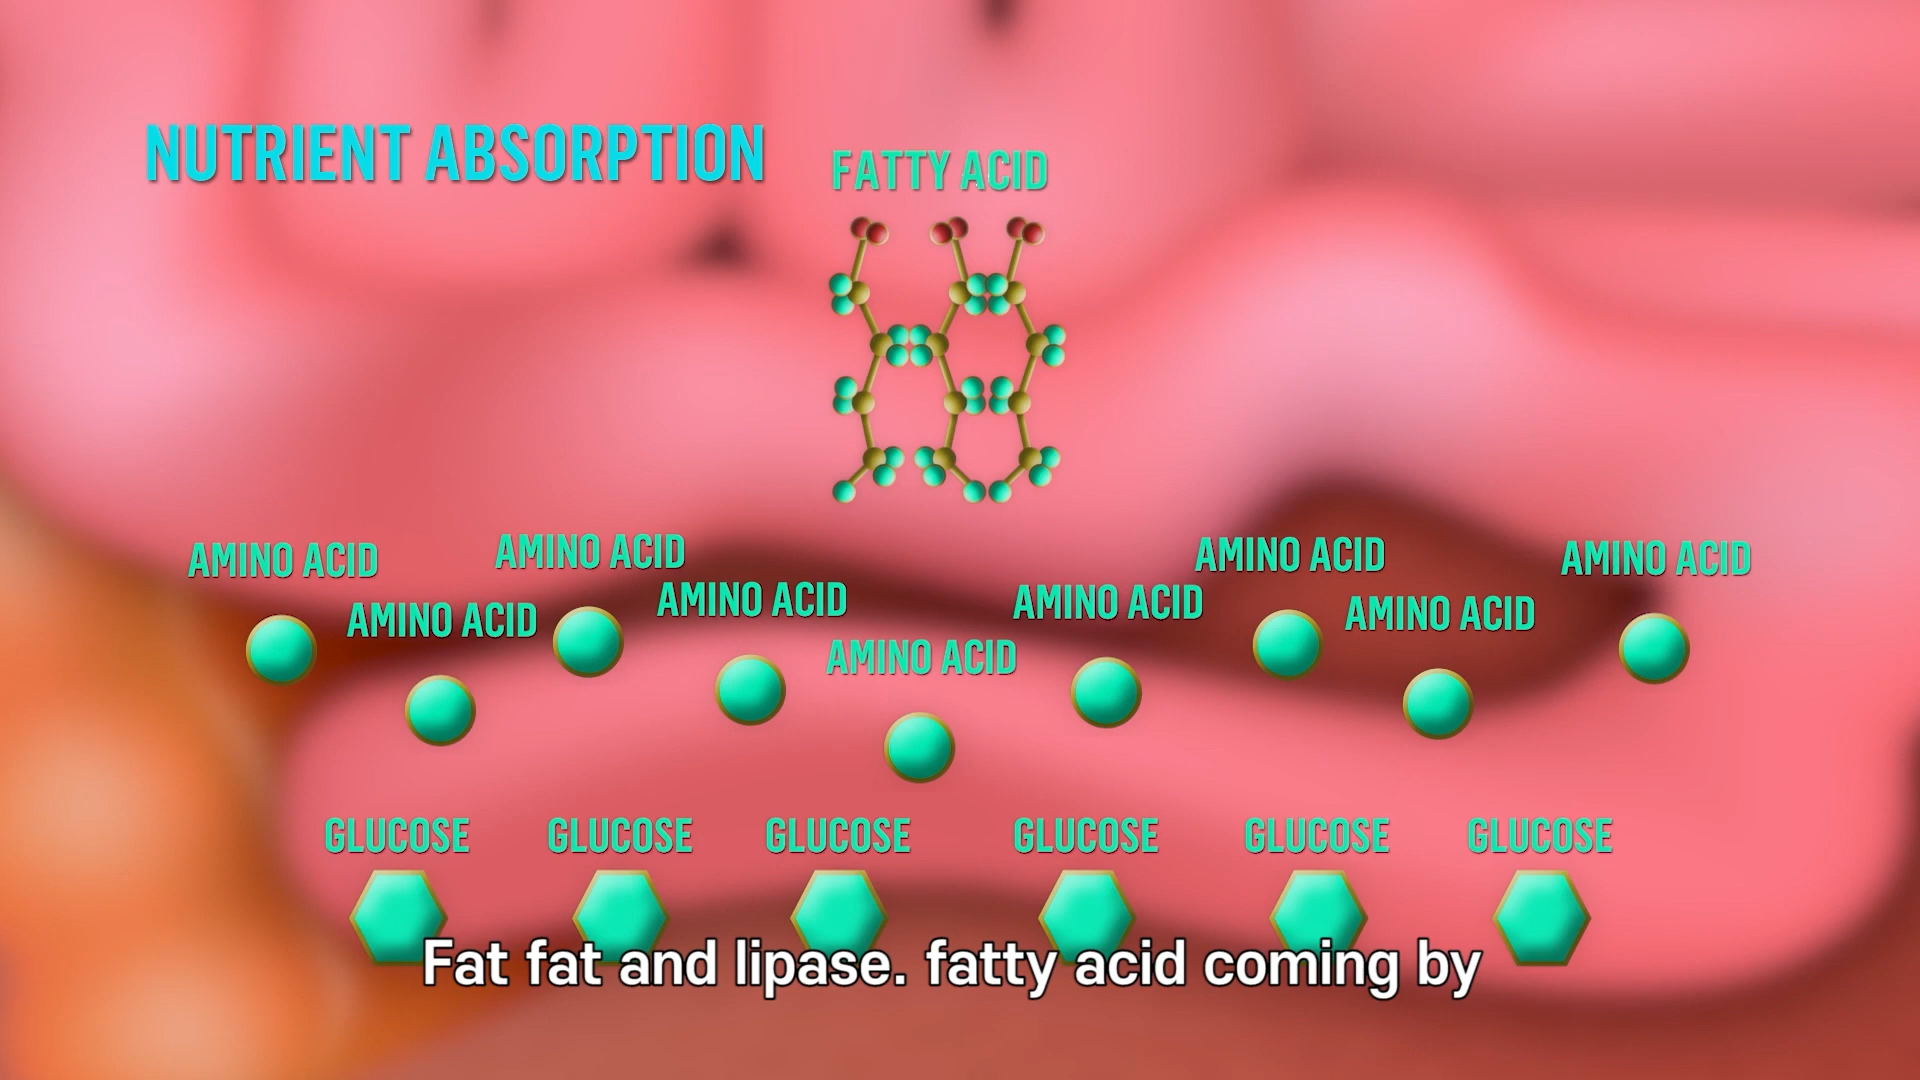 NUTRIENT ABSORPTION
FATTY ACID
AMINO ACID
AMINO ACID
AMINO ACID
AMINO ACID
AMINO ACID
AMINO ACID
AMINO ACID
AMINO ACID
AMINO ACID
GLUCOSE GLUCOSE GLUCOSE GLUCOSE GLUCOSE GLUCOSE
Fat fat and lipase. fatty acid coming by